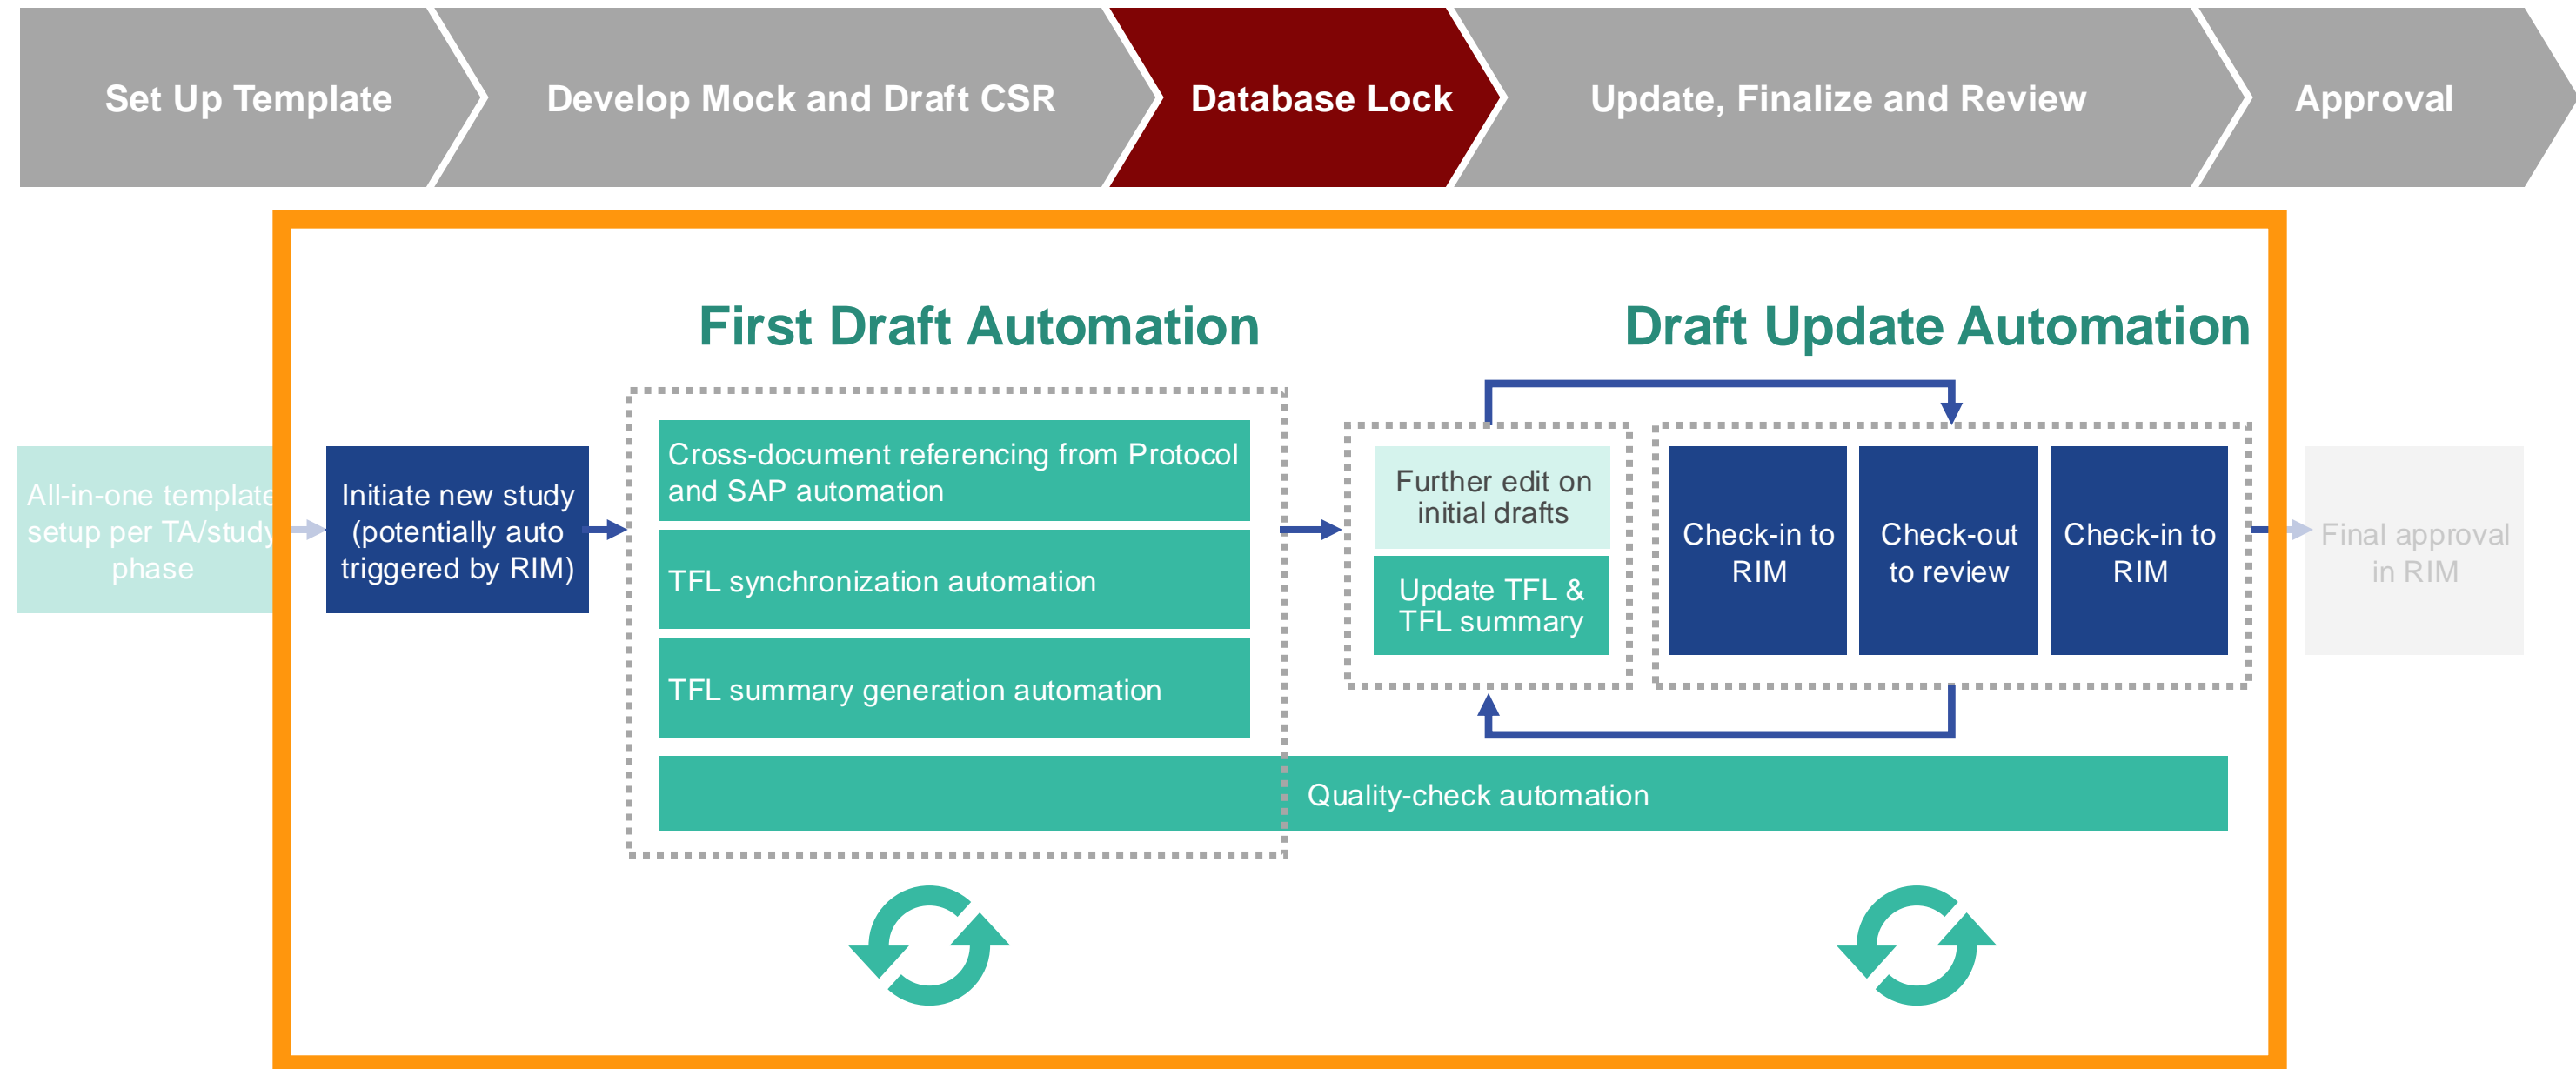 Set Up Template
Develop Mock and Draft CSR
Database Lock
Update, Finalize and Review
Approval
First Draft Automation
Draft Update Automation
All-in-one template
setup per TA/study
phase
Initiate new study
(potentially auto
triggered by RIM)
Cross-document referencing from Protocol
and SAP automation
TFL synchronization automation
TFL summary generation automation
Further edit on
initial drafts
Update TFL &
TFL summary
Check-in to
RIM
Check-out
to review
Check-in to
RIM
Final approval
in RIM
Quality-check automation